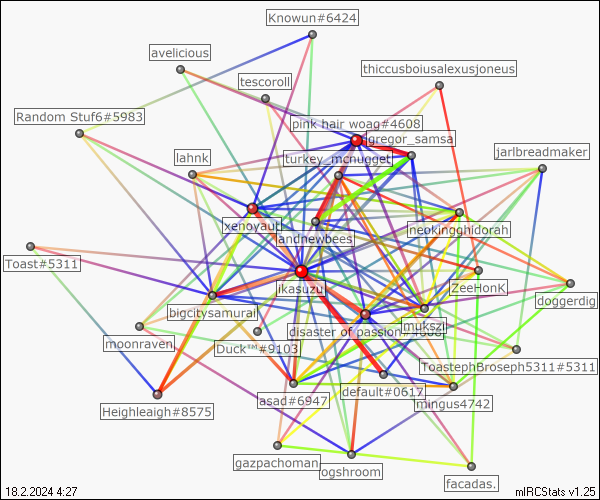 Knowun#6424
avelicious
thiccusboiusalexusjoneus
tescoroll
Random Stuf6#5983
pink hair woag#4608
gregor_samsa
lahnk
turkey_mcnugget
jarlbreadmaker
xenoyaut
andnewbees
neokingghidorah
Toast#5311
ikasuzu
ZeeHonK
doggerdig
bigcitysamurai
mukszi
disaster of passion#4688
moonraven
Duck™#9103
ToastephBroseph5311#5311
default#0617
Heighleaigh#8575
asad#6947
mingus4742
gazpachoman
ogshroom
facadas.
18.2.2024 4:27
mIRCStats v1.25